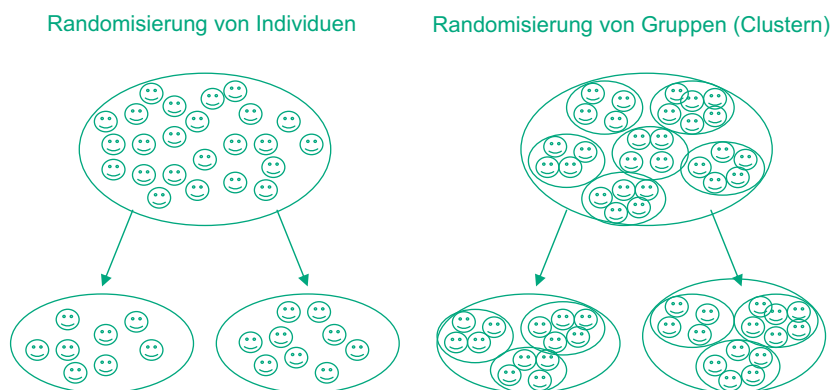 Randomisierung von Individuen
Randomisierung von Gruppen (Clustern)